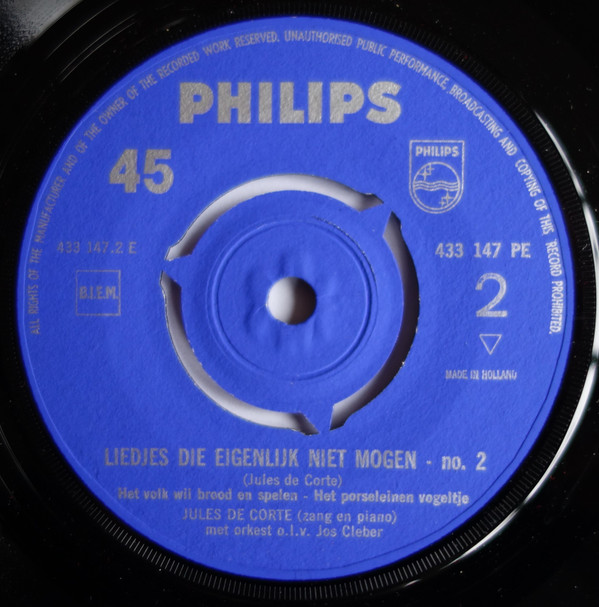 ALL RIGHTS OF THE MANUFACTURER AND OF THE OWNER OF THE RECORDED WORK RESERVED. UNAUTHORISED PUBLIC PERFORMANCE, BROADCASTING AND COPYING OF THIS RECORD PROHIBITED.
PHILIPS
45
PHILIPS
433 147.2 E
433 147 PE
B.I.E.M.
2
MADE IN HOLLAND
LIEDJES DIE EIGENLIJK NIET MOGEN - no. 2
(Jules de Corte)
Het volk wil brood en spelen - Het porseleinen vogeltje
JULES DE CORTE (zang en piano)
met orkest o.l.v. Jos Cleber